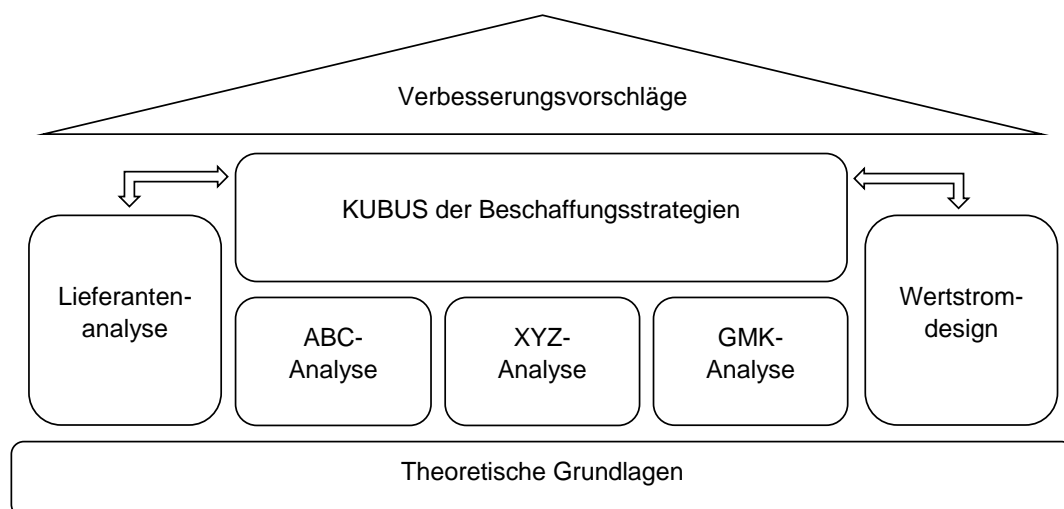 Verbesserungsvorschläge
KUBUS der Beschaffungsstrategien
Lieferanten-
analyse
ABC-
Analyse
XYZ-
Analyse
GMK-
Analyse
Wertstrom-
design
Theoretische Grundlagen